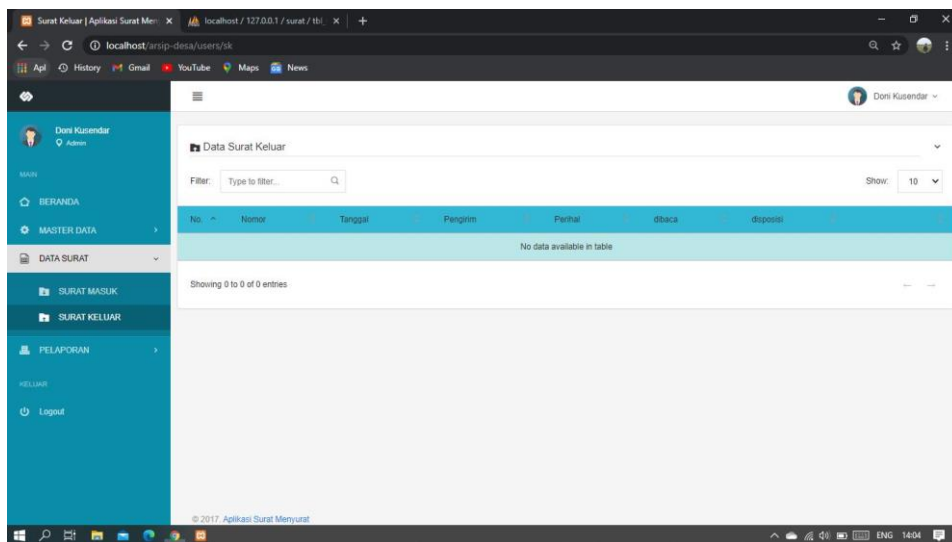 Surat Keluar | Aplikasi Surat Men
localhost / 127.0.0.1 / surat / tbl_
localhost/arsip-desa/users/sk
Apl History Gmail YouTube Maps News
Doni Kusendar
Doni Kusendar
Admin
MAIN
BERANDA
MASTER DATA
DATA SURAT
SURAT MASUK
SURAT KELUAR
PELAPORAN
KELUAR
Logout
Data Surat Keluar
Filter: Type to filter... Show: 10
No. Nomor Tanggal Pengirim Perihal dibaca disposisi
No data available in table
Showing 0 to 0 of 0 entries
© 2017. Aplikasi Surat Menyurat
ENG 14:04